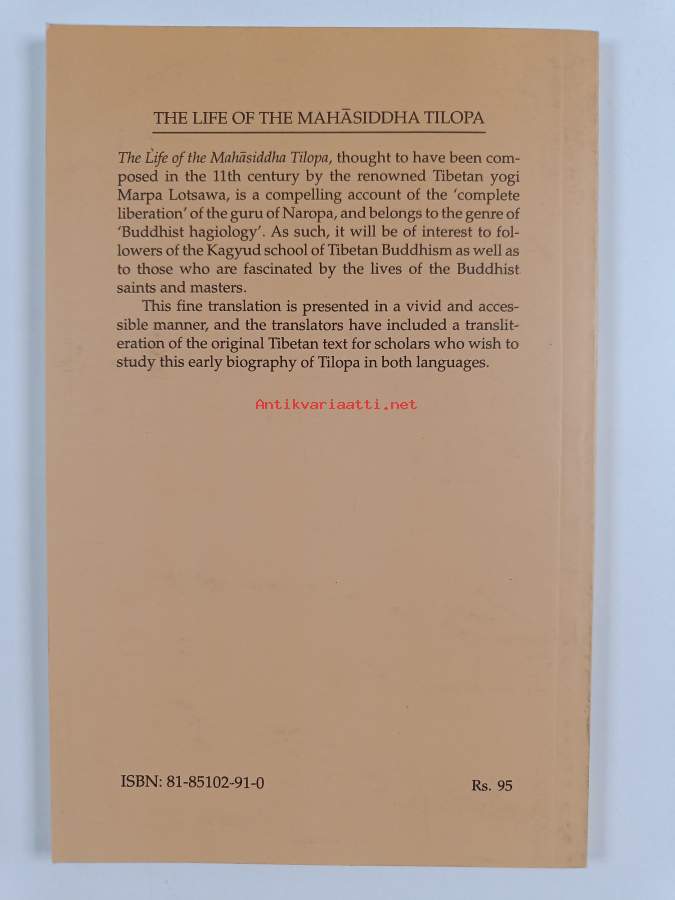 THE LIFE OF THE MAHĀSIDDHA TILOPA
The Life of the Mahāsiddha Tilopa, thought to have been com-
posed in the 11th century by the renowned Tibetan yogi
Marpa Lotsawa, is a compelling account of the ‘complete
liberation’ of the guru of Naropa, and belongs to the genre of
‘Buddhist hagiology’. As such, it will be of interest to fol-
lowers of the Kagyud school of Tibetan Buddhism as well as
to those who are fascinated by the lives of the Buddhist
saints and masters.
This fine translation is presented in a vivid and acces-
sible manner, and the translators have included a translit-
eration of the original Tibetan text for scholars who wish to
study this early biography of Tilopa in both languages.
Antikvariaatti.net
ISBN: 81-85102-91-0
Rs. 95